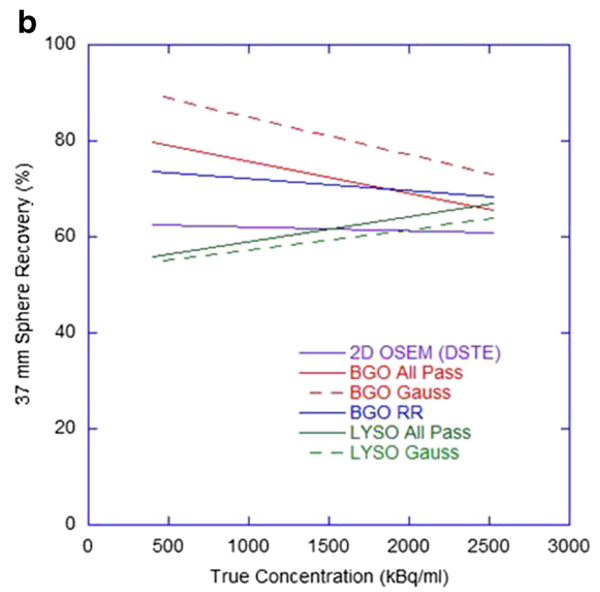 b
100
80
60
40
20
0
37 mm Sphere Recovery (%)
2D OSEM (DSTE)
BGO All Pass
BGO Gauss
BGO RR
LYSO All Pass
LYSO Gauss
0 500 1000 1500 2000 2500 3000
True Concentration (kBq/ml)